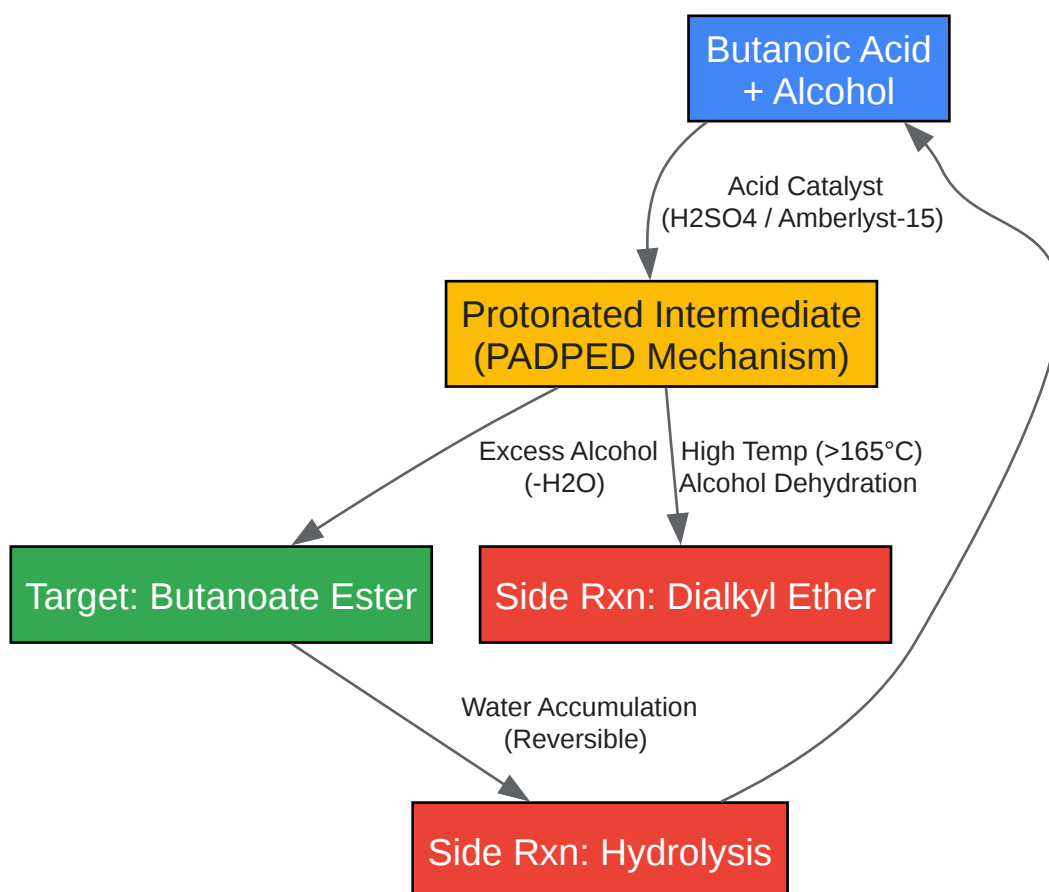 Butanoic Acid
+ Alcohol
Acid Catalyst
(H2SO4 / Amberlyst-15)
Protonated Intermediate
(PADPED Mechanism)
Excess Alcohol
(-H2O)
High Temp (>165°C)
Alcohol Dehydration
Target: Butanoate Ester
Side Rxn: Dialkyl Ether
Water Accumulation
(Reversible)
Side Rxn: Hydrolysis